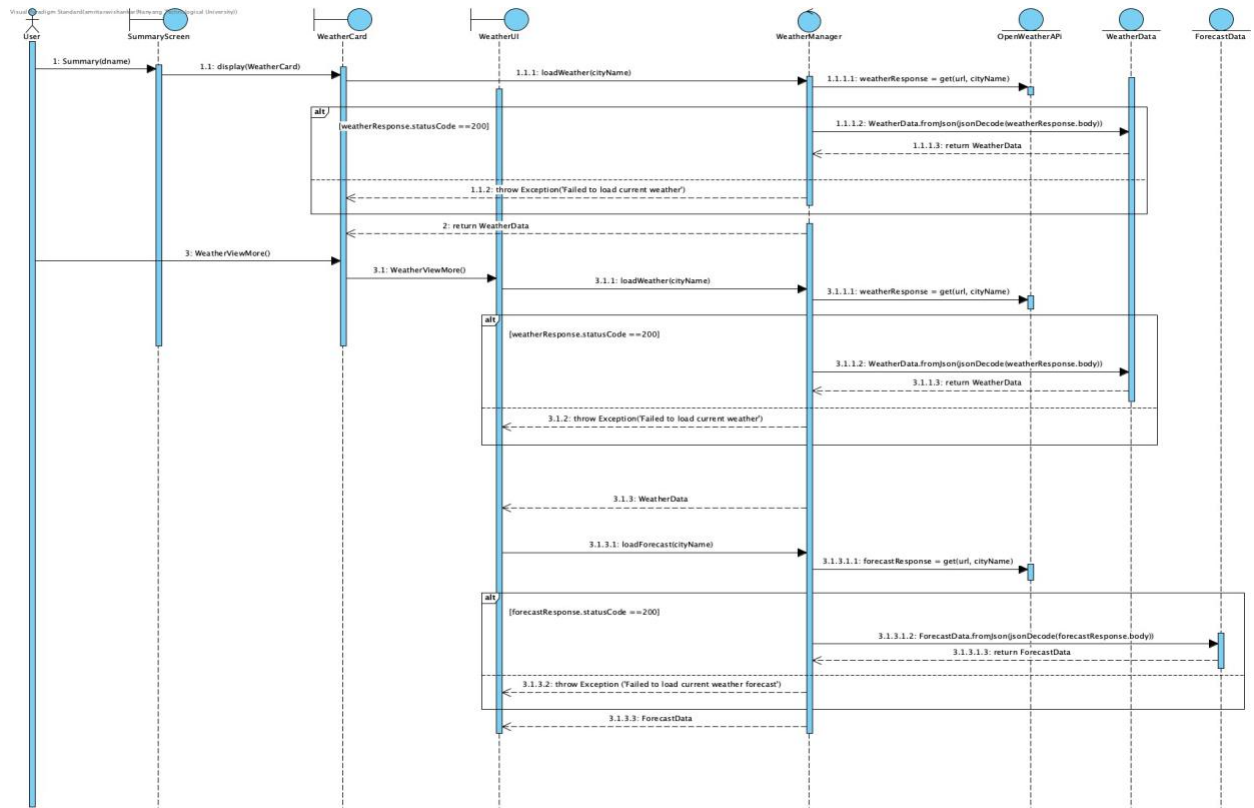 User
SummaryScreen
WeatherCard
WeatherUI
WeatherManager
OpenWeatherAPi
WeatherData
ForecastData
1: Summary(dname)
1.1: display(WeatherCard)
1.1.1: loadWeather(cityName)
1.1.1.1: weatherResponse = get(url, cityName)
alt
[weatherResponse.statusCode ==200]
1.1.1.2: WeatherData.fromJson(jsonDecode(weatherResponse.body))
1.1.1.3: return WeatherData
1.1.2: throw Exception('Failed to load current weather')
2: return WeatherData
3: WeatherViewMore()
3.1: WeatherViewMore()
3.1.1: loadWeather(cityName)
3.1.1.1: weatherResponse = get(url, cityName)
alt
[weatherResponse.statusCode ==200]
3.1.1.2: WeatherData.fromJson(jsonDecode(weatherResponse.body))
3.1.1.3: return WeatherData
3.1.2: throw Exception('Failed to load current weather')
3.1.3: WeatherData
3.1.3.1: loadForecast(cityName)
3.1.3.1.1: forecastResponse = get(url, cityName)
alt
[forecastResponse.statusCode ==200]
3.1.3.1.2: ForecastData.fromJson(jsonDecode(forecastResponse.body))
3.1.3.1.3: return ForecastData
3.1.3.2: throw Exception ('Failed to load current weather forecast')
3.1.3.3: ForecastData